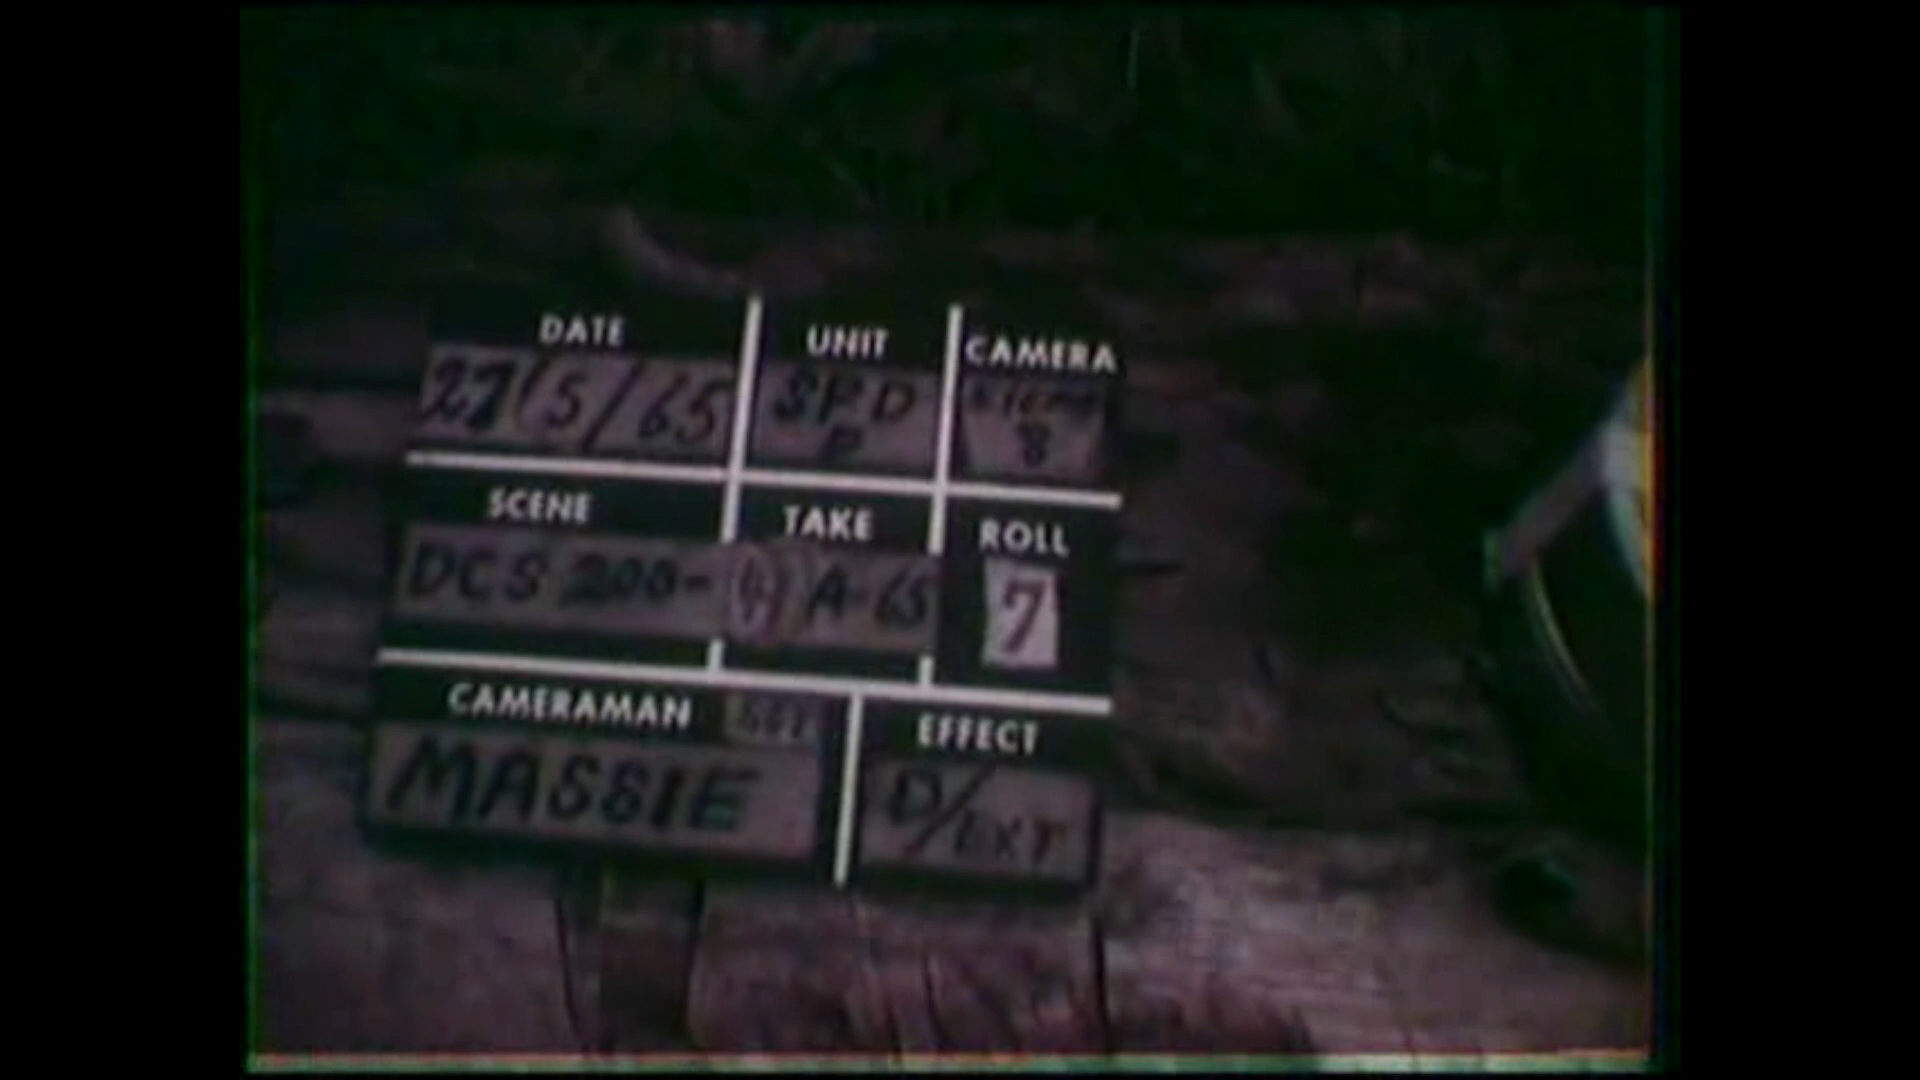 DATE UNIT CAMERA
27/5/65 SPD
P 8
SCENE TAKE ROLL
DCS 200-(4)A-65 7
CAMERAMAN EFFECT
MASSIE D/EXT